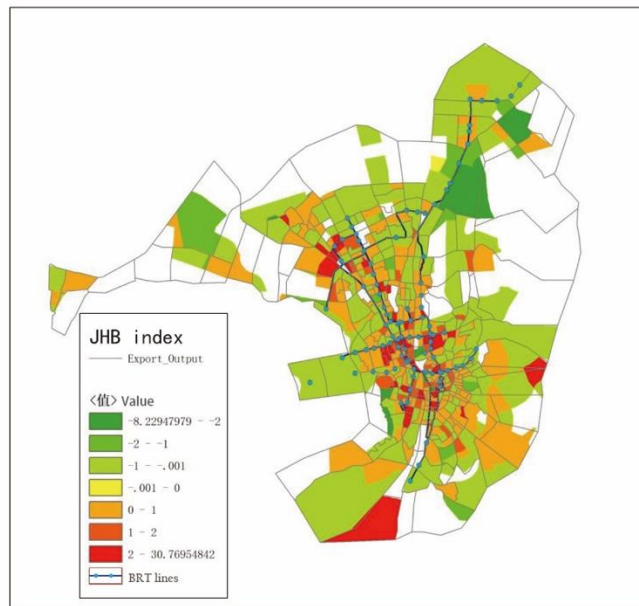 JHB index
Export_Output
<值> Value
-8.22947979 - -2
-2 - -1
-1 - -.001
-.001 - 0
0 - 1
1 - 2
2 - 30.76954842
BRT lines